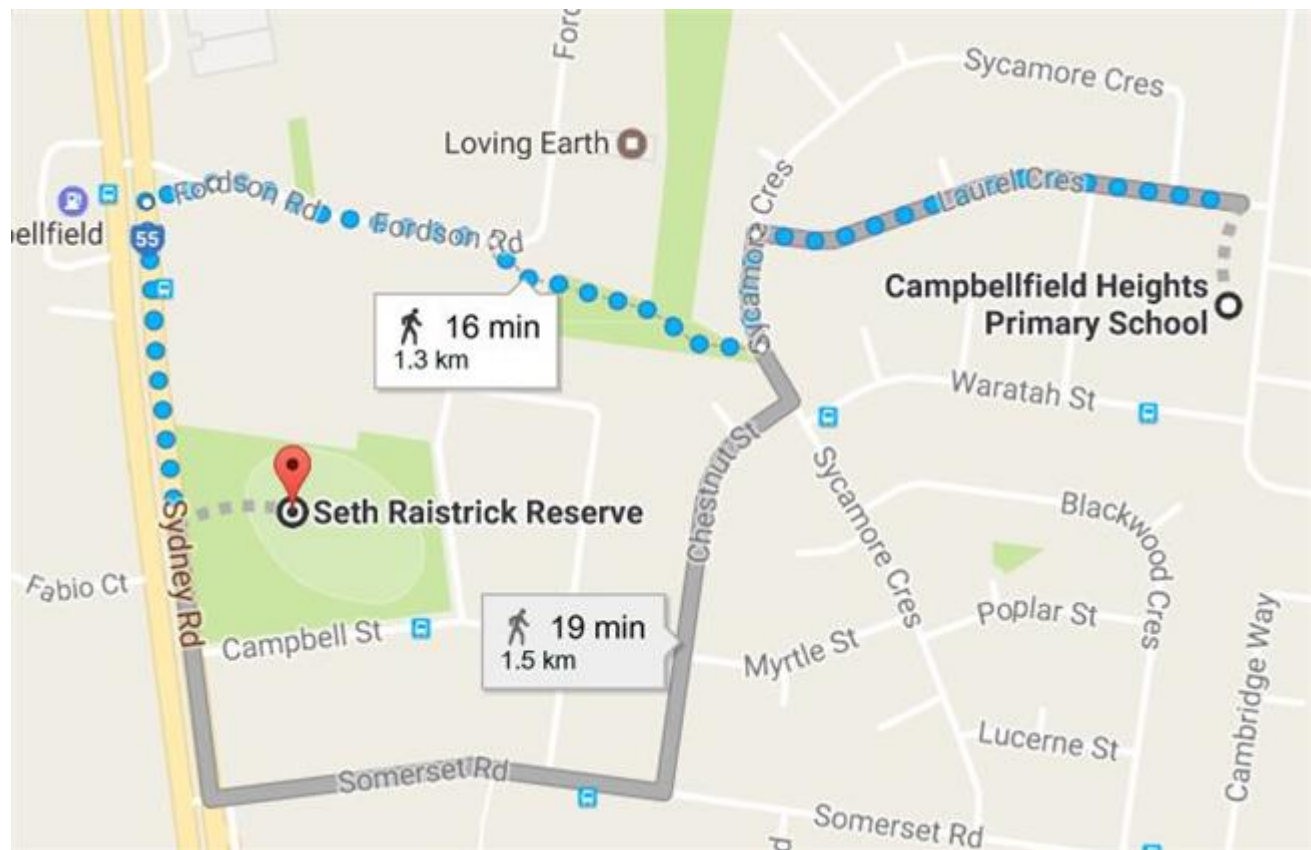 Sycamore Cres
Loving Earth
Sycamore Cres
Laurel Cres
Fordson Rd
Fordson Rd
55
Campbellfield Heights
Primary School
16 min
1.3 km
Waratah St
Chestnut St
Sycamore Cres
Seth Raistrick Reserve
Blackwood Cres
Sydney Rd
Fabio Ct
Campbell St
19 min
1.5 km
Poplar St
Myrtle St
Cambridge Way
Lucerne St
Somerset Rd
Somerset Rd